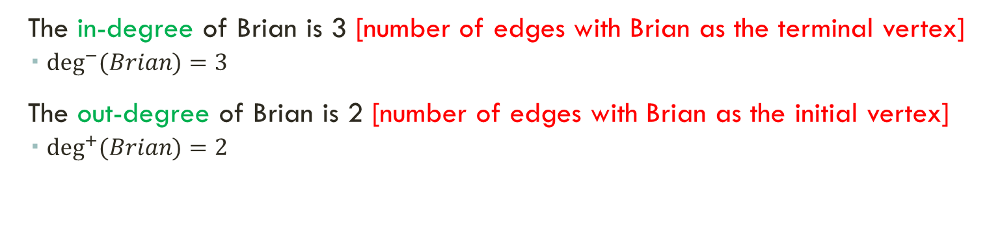 The in-degree of Brian is 3 [number of edges with Brian as the terminal vertex]
▪ deg⁻(Brian) = 3
The out-degree of Brian is 2 [number of edges with Brian as the initial vertex]
▪ deg⁺(Brian) = 2